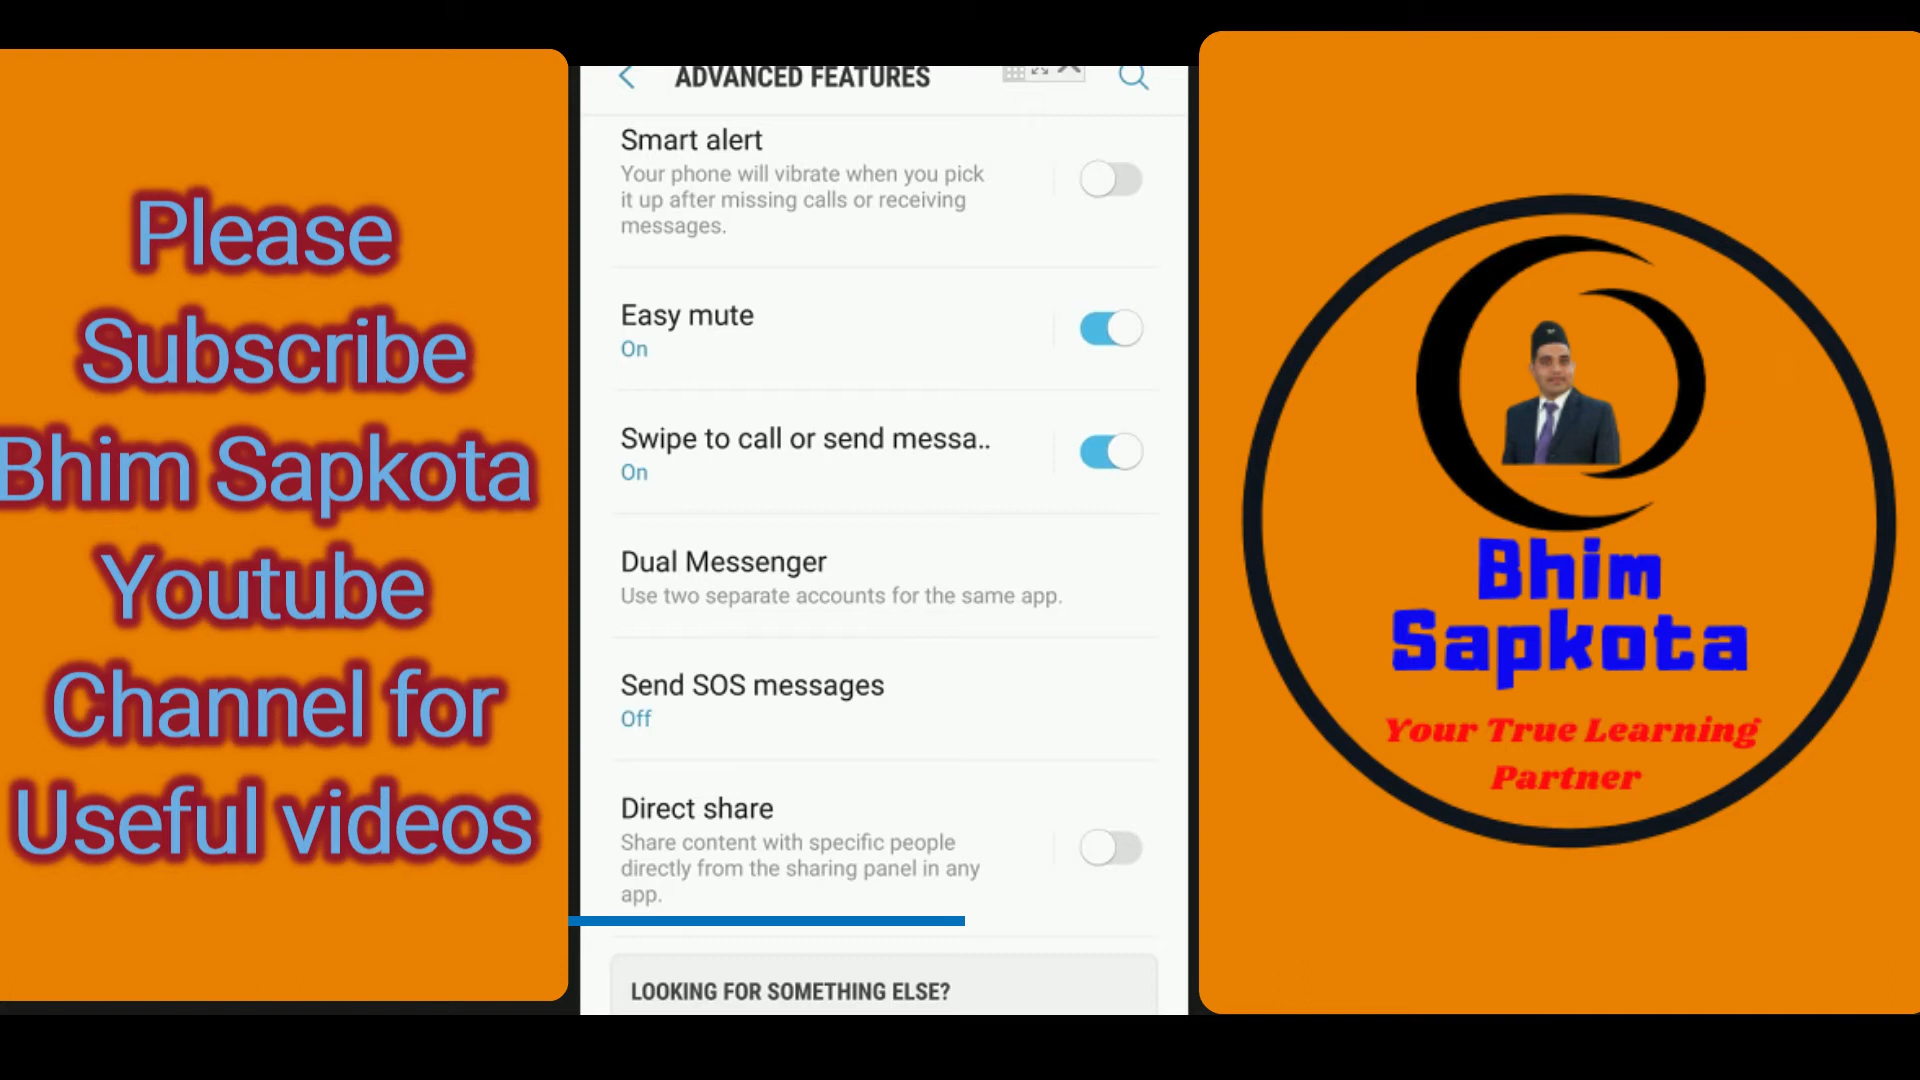 Please
Subscribe
Bhim Sapkota
Youtube
Channel for
Useful videos
ADVANCED FEATURES
Smart alert
Your phone will vibrate when you pick
it up after missing calls or receiving
messages.
Easy mute
On
Swipe to call or send messa..
On
Dual Messenger
Use two separate accounts for the same app.
Send SOS messages
Off
Direct share
Share content with specific people
directly from the sharing panel in any
app.
LOOKING FOR SOMETHING ELSE?
Bhim
Sapkota
Your True Learning
Partner